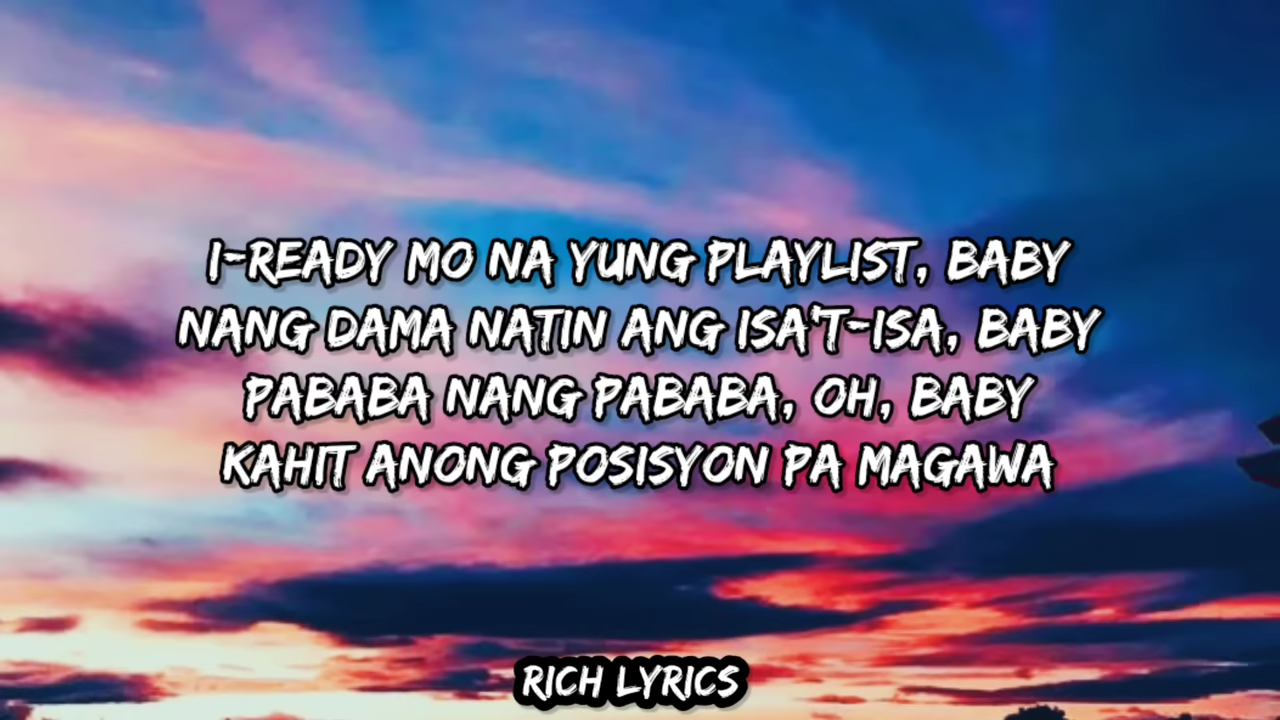 I-READY MO NA YUNG PLAYLIST, BABY
NANG DAMA NATIN ANG ISA'T-ISA, BABY
PABABA NANG PABABA, OH, BABY
KAHIT ANONG POSISYON PA MAGAWA
RICH LYRICS